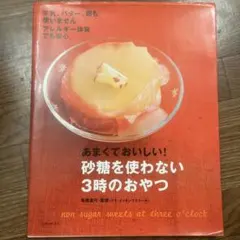 牛乳、バター、卵も
使いません
アレルギー体質
でも安心
あまくておいしい!
砂糖を使わない
3時のおやつ
non sugar sweets at three o'clock